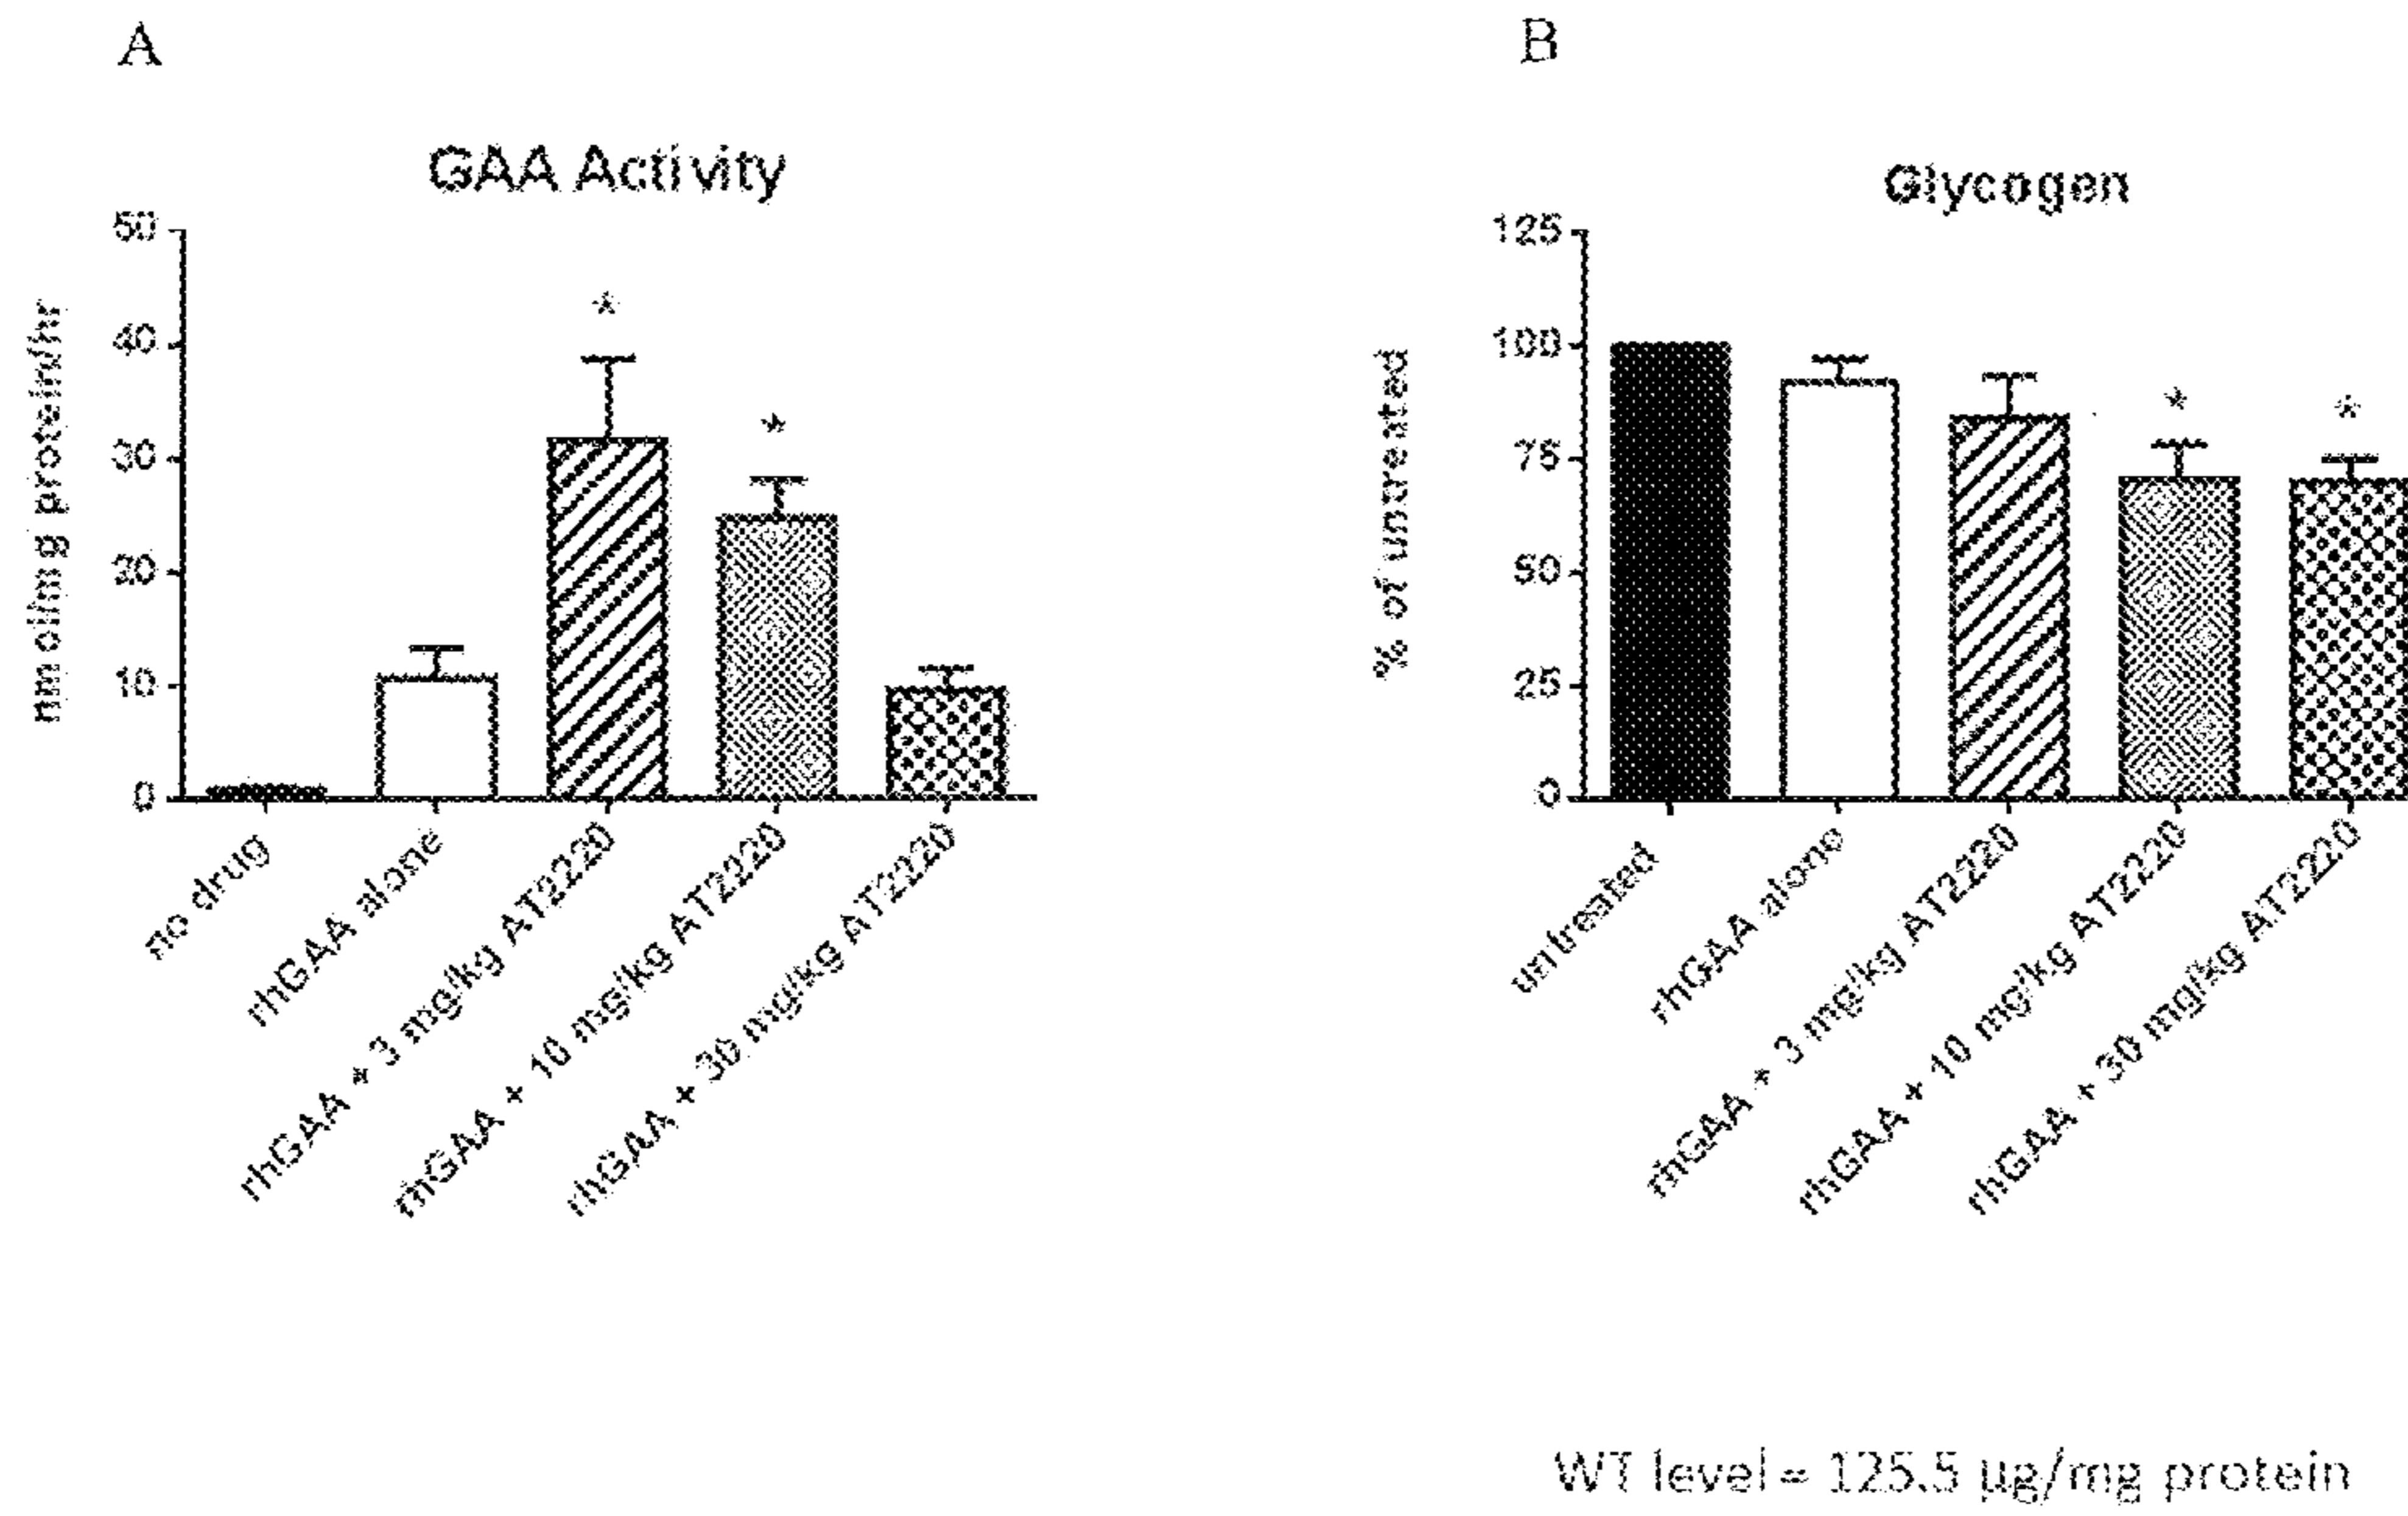 A
GAA Activity
nmol/mg protein/hr
50
40
30
20
10
0
no drug
rhGAA alone
rhGAA + 3 mg/kg AT2220
rhGAA + 10 mg/kg AT2220
rhGAA + 30 mg/kg AT2220
*
*
B
Glycogen
% of untreated
125
100
75
50
25
0
untreated
rhGAA alone
rhGAA + 3 mg/kg AT2220
rhGAA + 10 mg/kg AT2220
rhGAA + 30 mg/kg AT2220
*
*
WT level = 125.5 µg/mg protein